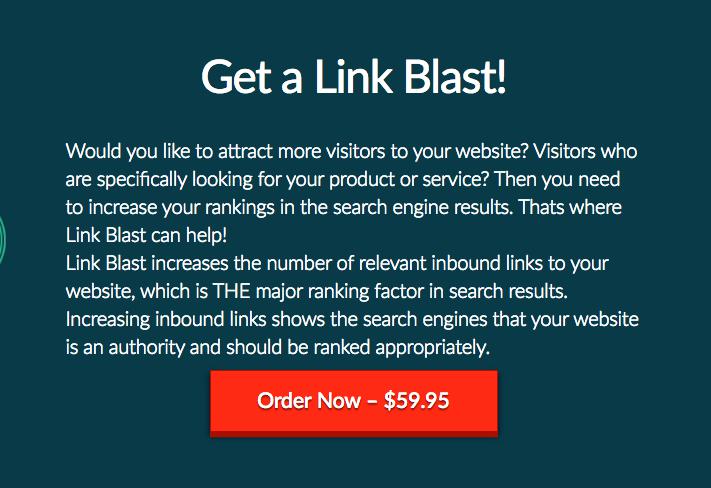 Get a Link Blast!
Would you like to attract more visitors to your website? Visitors who
are specifically looking for your product or service? Then you need
to increase your rankings in the search engine results. Thats where
Link Blast can help!
Link Blast increases the number of relevant inbound links to your
website, which is THE major ranking factor in search results.
Increasing inbound links shows the search engines that your website
is an authority and should be ranked appropriately.
Order Now – $59.95